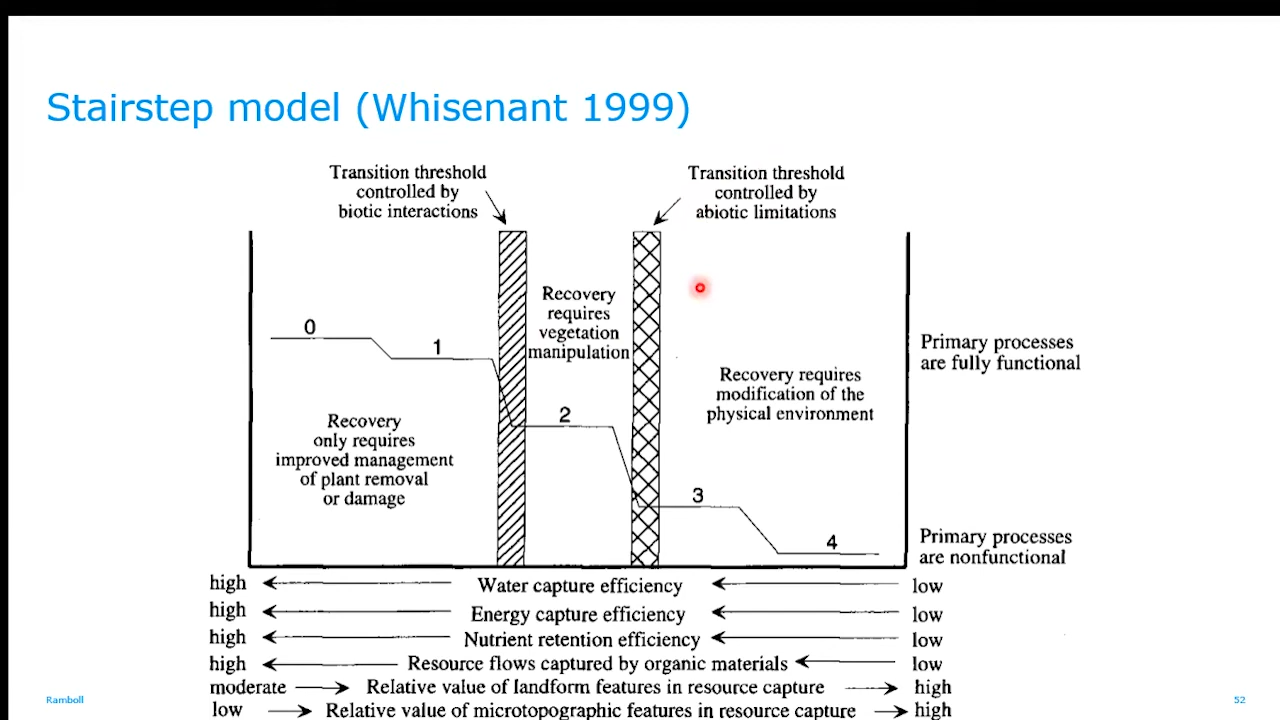 Stairstep model (Whisenant 1999)
Transition threshold
controlled by
biotic interactions
Transition threshold
controlled by
abiotic limitations
0
1
2
3
4
Recovery
only requires
improved management
of plant removal
or damage
Recovery
requires
vegetation
manipulation
Recovery requires
modification of the
physical environment
Primary processes
are fully functional
Primary processes
are nonfunctional
high Water capture efficiency low
high Energy capture efficiency low
high Nutrient retention efficiency low
high Resource flows captured by organic materials low
moderate Relative value of landform features in resource capture high
low Relative value of microtopographic features in resource capture high
Ramboll
52